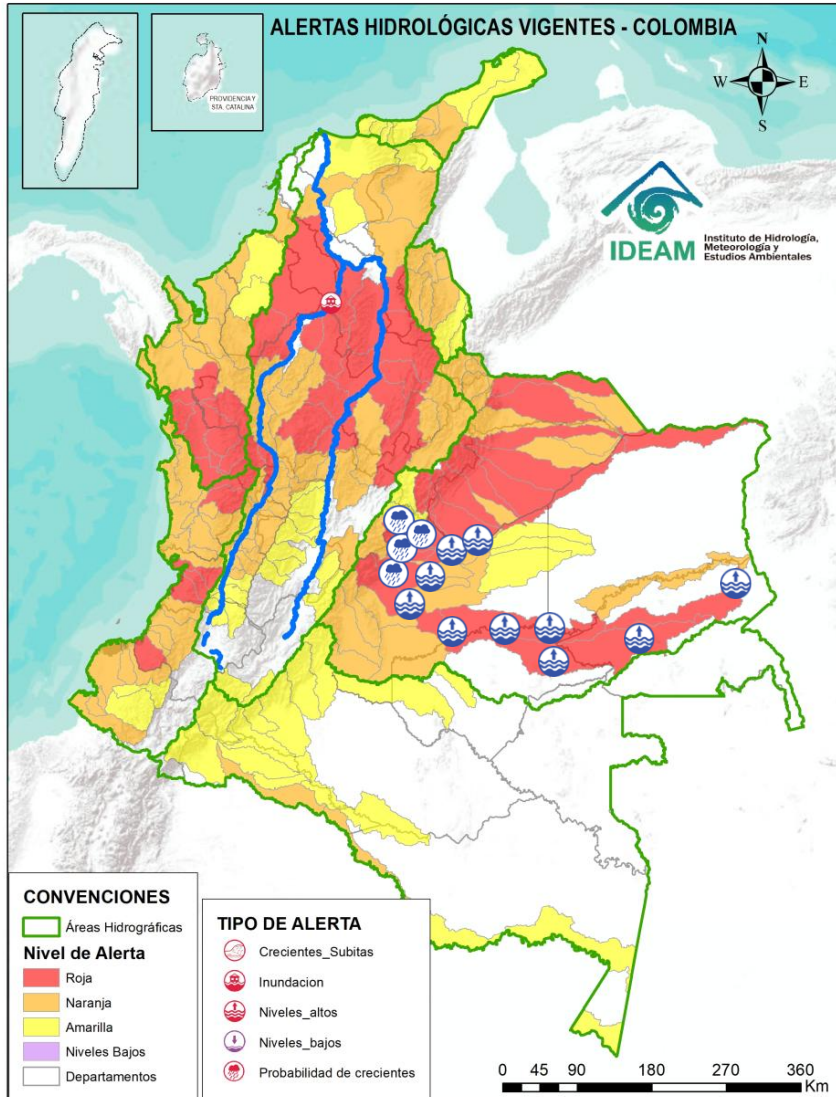 ALERTAS HIDROLÓGICAS VIGENTES - COLOMBIA
PROVIDENCIA Y
STA. CATALINA
N
W
E
S
IDEAM
Instituto de Hidrología,
Meteorología y
Estudios Ambientales
CONVENCIONES
Áreas Hidrográficas
Nivel de Alerta
Roja
Naranja
Amarilla
Niveles Bajos
Departamentos
TIPO DE ALERTA
Crecientes_Subitas
Inundacion
Niveles_altos
Niveles_bajos
Probabilidad de crecientes
0 45 90 180 270 360
Km